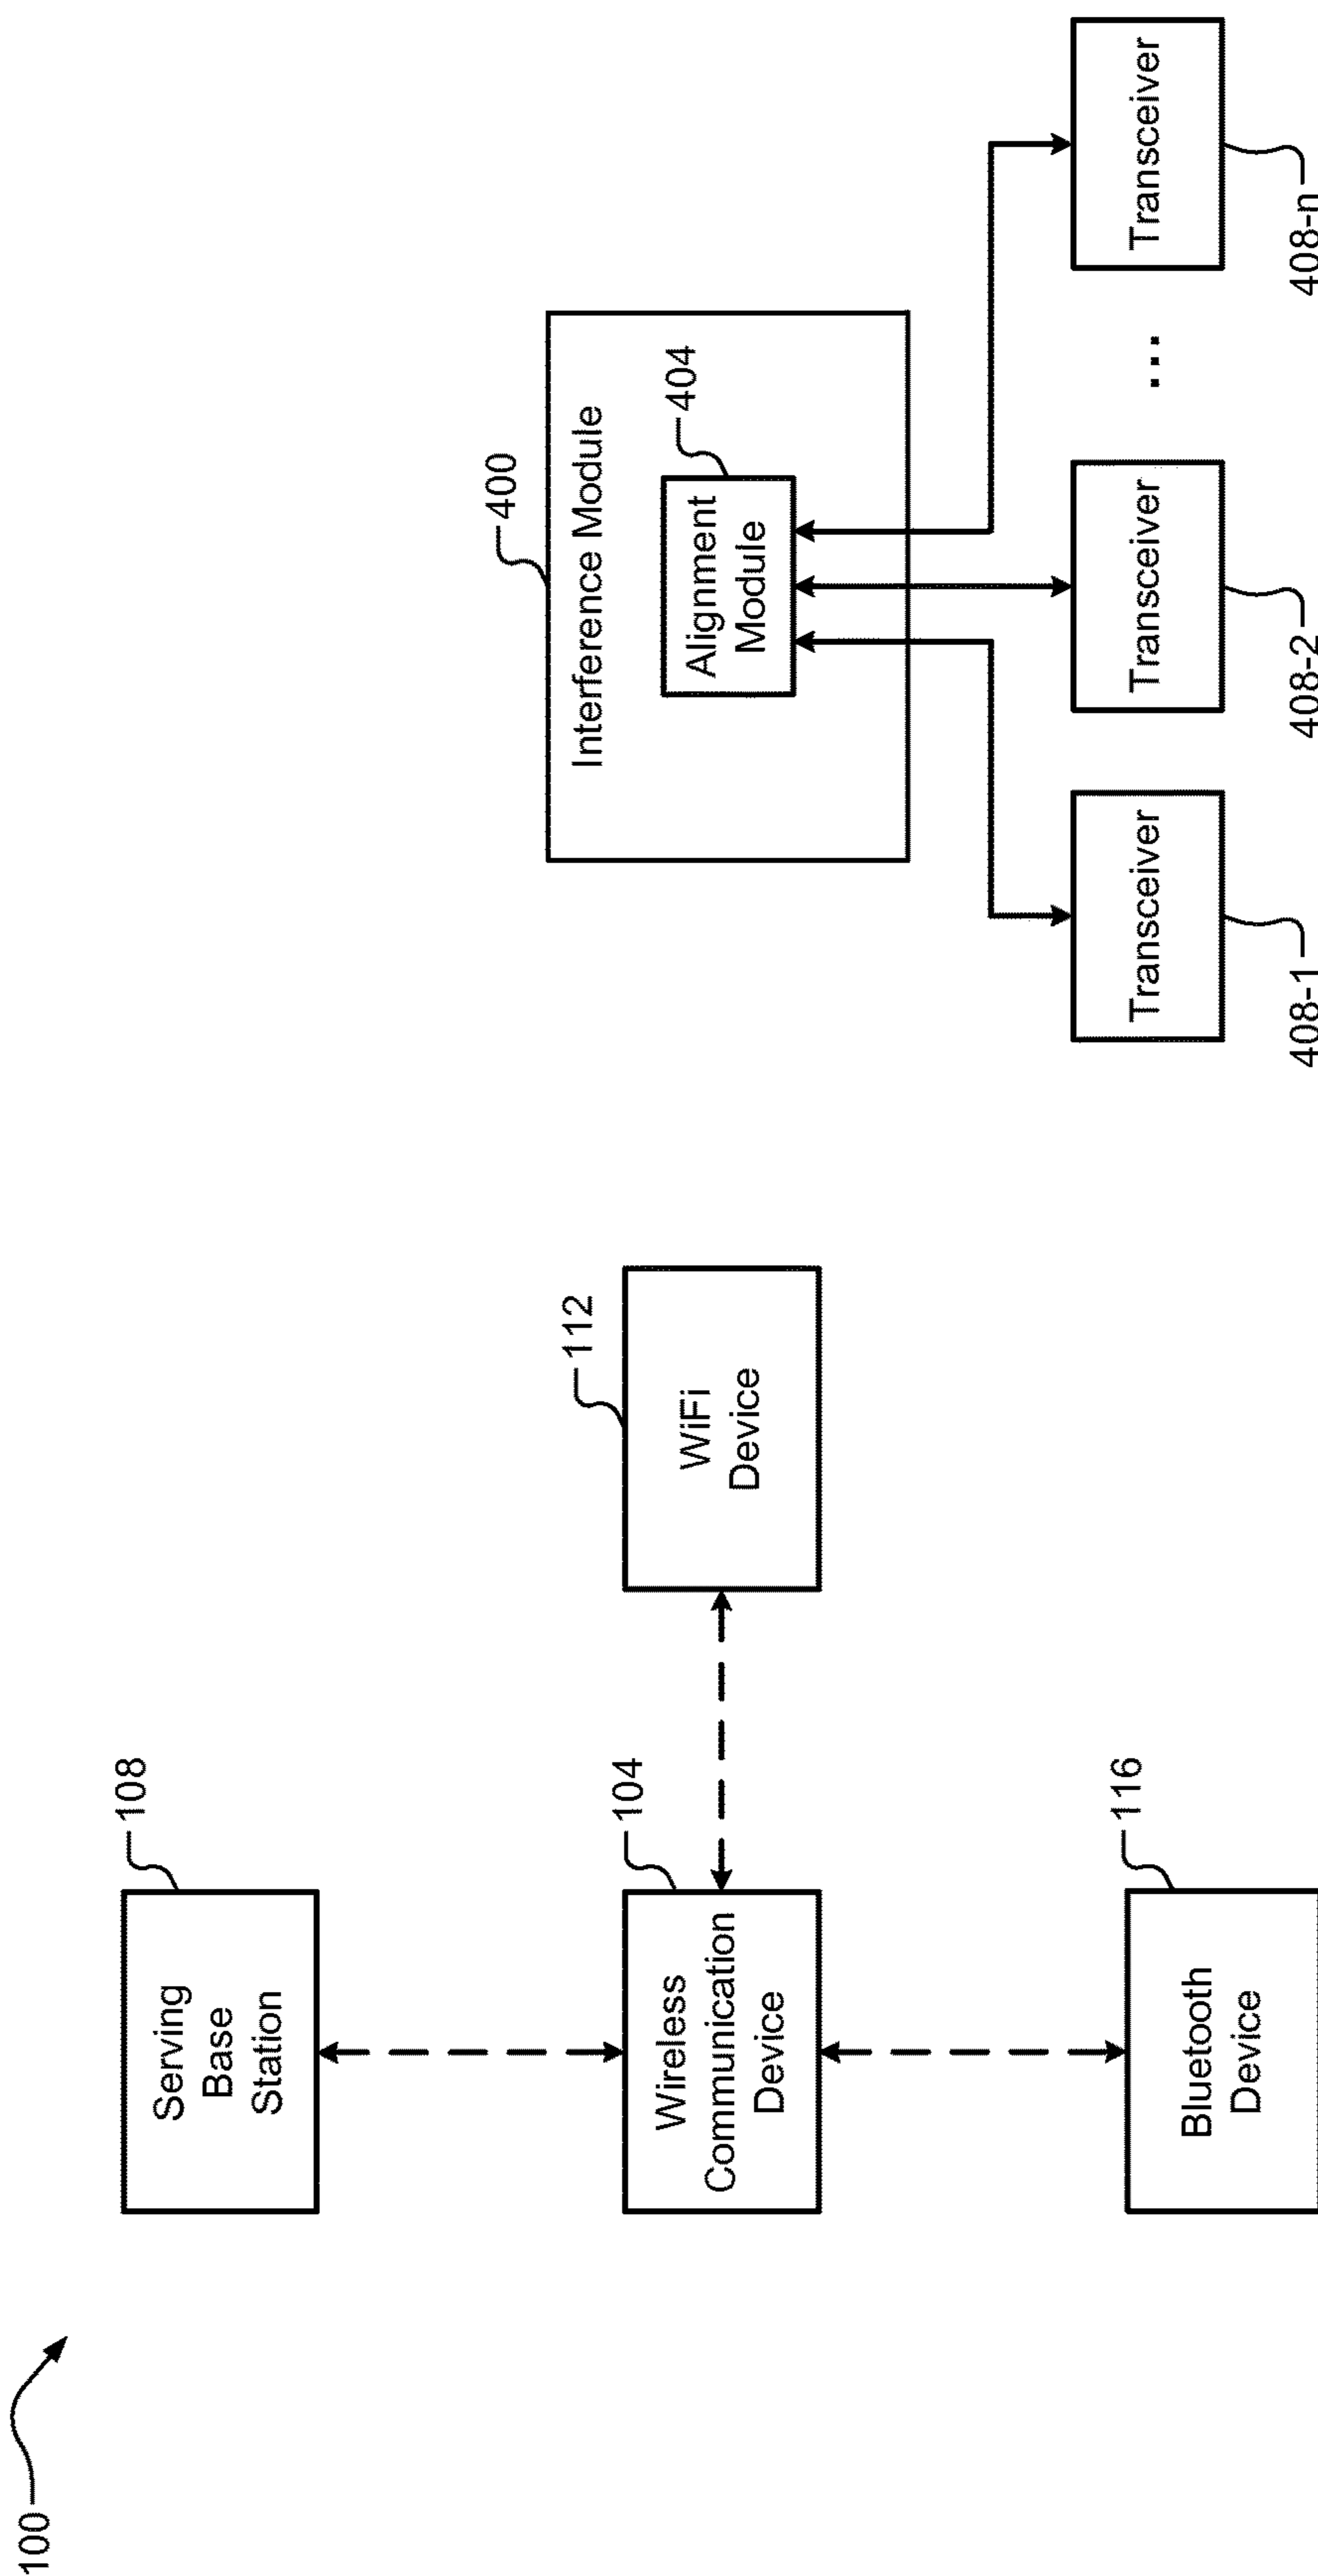 100
108
Serving
Base
Station
104
Wireless
Communication
Device
112
WiFi
Device
116
Bluetooth
Device
400
Interference Module
404
Alignment
Module
Transceiver
Transceiver
...
Transceiver
408-1
408-2
408-n